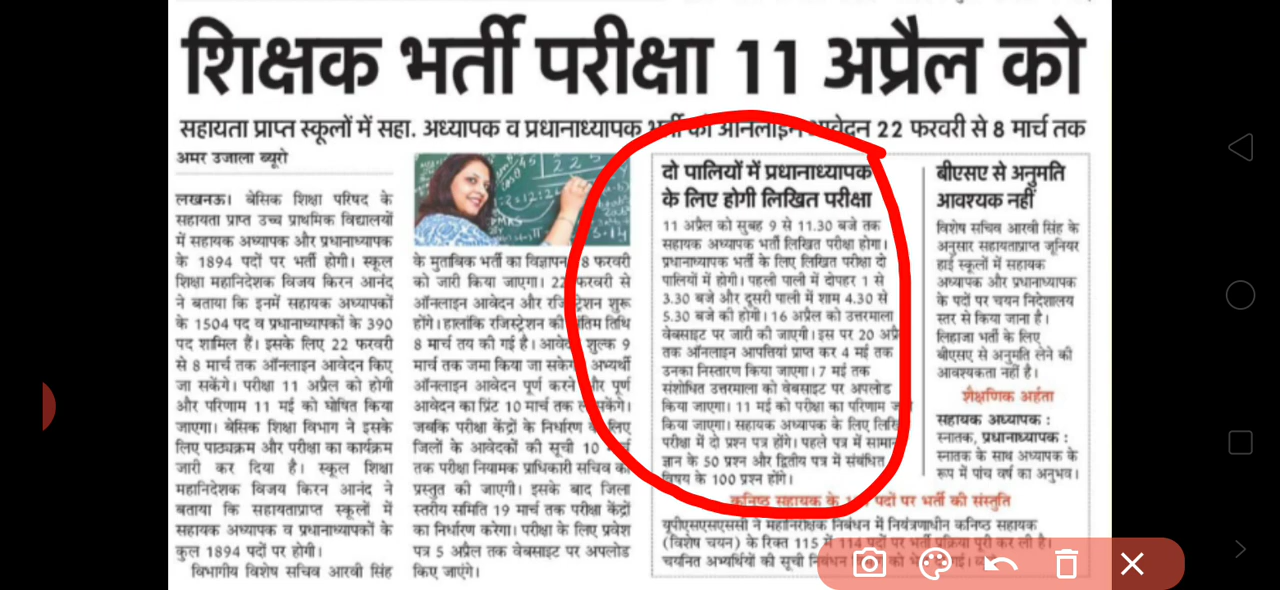 शिक्षक भर्ती परीक्षा 11 अप्रैल को
सहायता प्राप्त स्कूलों में सहा. अध्यापक व प्रधानाध्यापक भर्ती को ऑनलाइन आवेदन 22 फरवरी से 8 मार्च तक
अमर उजाला ब्यूरो
लखनऊ। बेसिक शिक्षा परिषद के
सहायता प्राप्त उच्च प्राथमिक विद्यालयों
में सहायक अध्यापक और प्रधानाध्यापक
के 1894 पदों पर भर्ती होगी। स्कूल
शिक्षा महानिदेशक विजय किरन आनंद
ने बताया कि इनमें सहायक अध्यापकों
के 1504 पद व प्रधानाध्यापकों के 390
पद शामिल हैं। इसके लिए 22 फरवरी
से 8 मार्च तक ऑनलाइन आवेदन किए
जा सकेंगे। परीक्षा 11 अप्रैल को होगी
और परिणाम 11 मई को घोषित किया
जाएगा। बेसिक शिक्षा विभाग ने इसके
लिए पाठ्यक्रम और परीक्षा का कार्यक्रम
जारी कर दिया है। स्कूल शिक्षा
महानिदेशक विजय किरन आनंद ने
बताया कि सहायताप्राप्त स्कूलों में
सहायक अध्यापक व प्रधानाध्यापकों के
कुल 1894 पदों पर होगी।
विभागीय विशेष सचिव आरवी सिंह
के मुताबिक भर्ती का विज्ञापन 8 फरवरी
को जारी किया जाएगा। 22 फरवरी से
ऑनलाइन आवेदन और रजिस्ट्रेशन शुरू
होंगे। हालांकि रजिस्ट्रेशन की अंतिम तिथि
8 मार्च तय की गई है। आवेदन शुल्क 9
मार्च तक जमा किया जा सकेगा। अभ्यर्थी
ऑनलाइन आवेदन पूर्ण करने और पूर्ण
आवेदन का प्रिंट 10 मार्च तक ले सकेंगे।
जबकि परीक्षा केंद्रों के निर्धारण के लिए
जिलों के आवेदकों की सूची 10 मार्च
तक परीक्षा नियामक प्राधिकारी सचिव को
प्रस्तुत की जाएगी। इसके बाद जिला
स्तरीय समिति 19 मार्च तक परीक्षा केंद्रों
का निर्धारण करेगा। परीक्षा के लिए प्रवेश
पत्र 5 अप्रैल तक वेबसाइट पर अपलोड
किए जाएंगे।
दो पालियों में प्रधानाध्यापक
के लिए होगी लिखित परीक्षा
11 अप्रैल को सुबह 9 से 11.30 बजे तक
सहायक अध्यापक भर्ती लिखित परीक्षा होगा।
प्रधानाध्यापक भर्ती के लिए लिखित परीक्षा दो
पालियों में होगी। पहली पाली में दोपहर 1 से
3.30 बजे और दूसरी पाली में शाम 4.30 से
5.30 बजे की होगी। 16 अप्रैल को उत्तरमाला
वेबसाइट पर जारी की जाएगी। इस पर 20 अप्रैल
तक ऑनलाइन आपत्तियां प्राप्त कर 4 मई तक
उनका निस्तारण किया जाएगा। 7 मई तक
संशोधित उत्तरमाला को वेबसाइट पर अपलोड
किया जाएगा। 11 मई को परीक्षा का परिणाम
किया जाएगा। सहायक अध्यापक के लिए लिखित
परीक्षा में दो प्रश्न पत्र होंगे। पहले पत्र में सामान्य
ज्ञान के 50 प्रश्न और द्वितीय पत्र में संबंधित
विषय के 100 प्रश्न होंगे।
बीएसए से अनुमति
आवश्यक नहीं
विशेष सचिव आरवी सिंह के
अनुसार सहायताप्राप्त जूनियर
हाई स्कूलों में सहायक
अध्यापक और प्रधानाध्यापक
के पदों पर चयन निदेशालय
स्तर से किया जाना है।
लिहाजा भर्ती के लिए
बीएसए से अनुमति लेने की
आवश्यकता नहीं है।
शैक्षणिक अर्हता
सहायक अध्यापक :
स्नातक, प्रधानाध्यापक :
स्नातक के साथ अध्यापक के
रूप में पांच वर्ष का अनुभव।
कनिष्ठ सहायक के पदों पर भर्ती की संस्तुति
यूपीएसएसएससी ने महानिरीक्षक निबंधन में नियंत्रणाधीन कनिष्ठ सहायक
(विशेष चयन) के रिक्त 115 में 114 पदों पर भर्ती प्रक्रिया पूरी कर ली है।
चयनित अभ्यर्थियों की सूची